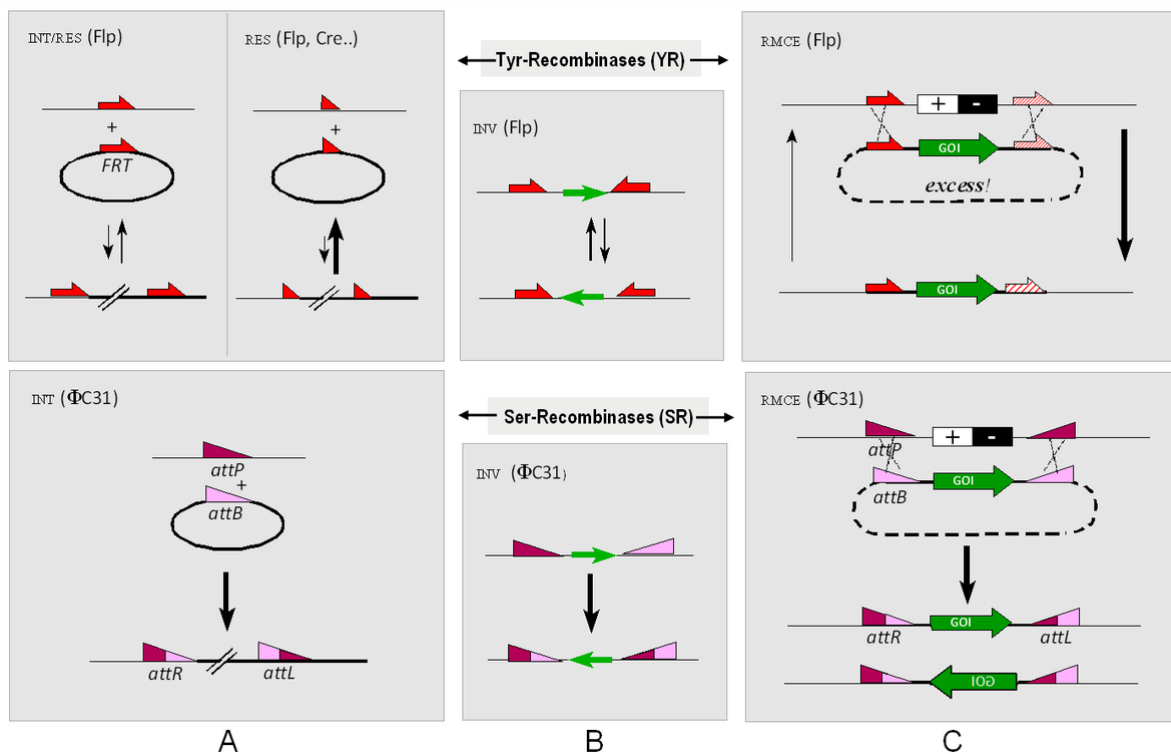 INT/RES (Flp)
+
FRT
RES (Flp, Cre..)
+
Tyr-Recombinases (YR)
INV (Flp)
RMCE (Flp)
+ -
GOI
excess!
GOI
INT (ΦC31)
attP
+
attB
attR attL
Ser-Recombinases (SR)
INV (ΦC31)
RMCE (ΦC31)
+ -
attP
attB GOI
GOI
attR attL
GOI
A B C